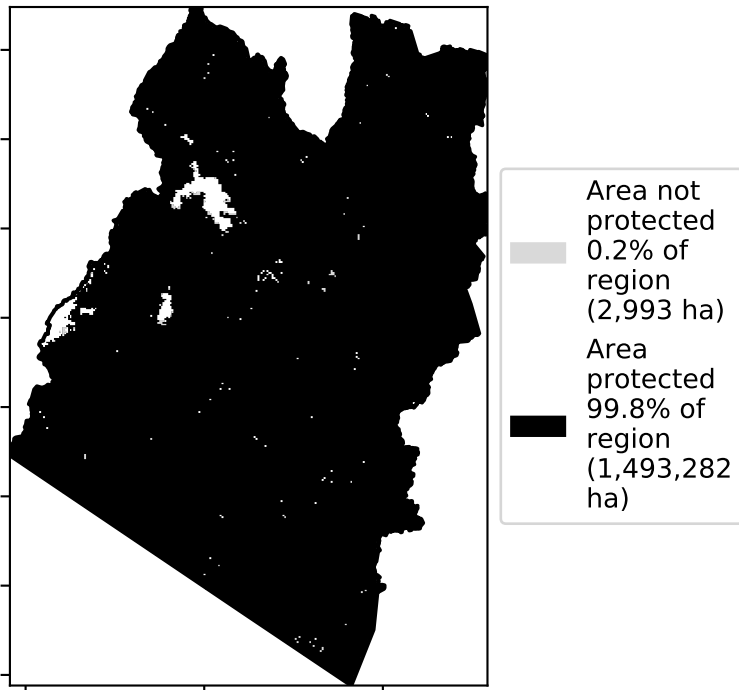 Area not
protected
0.2% of
region
(2,993 ha)
Area
protected
99.8% of
region
(1,493,282
ha)